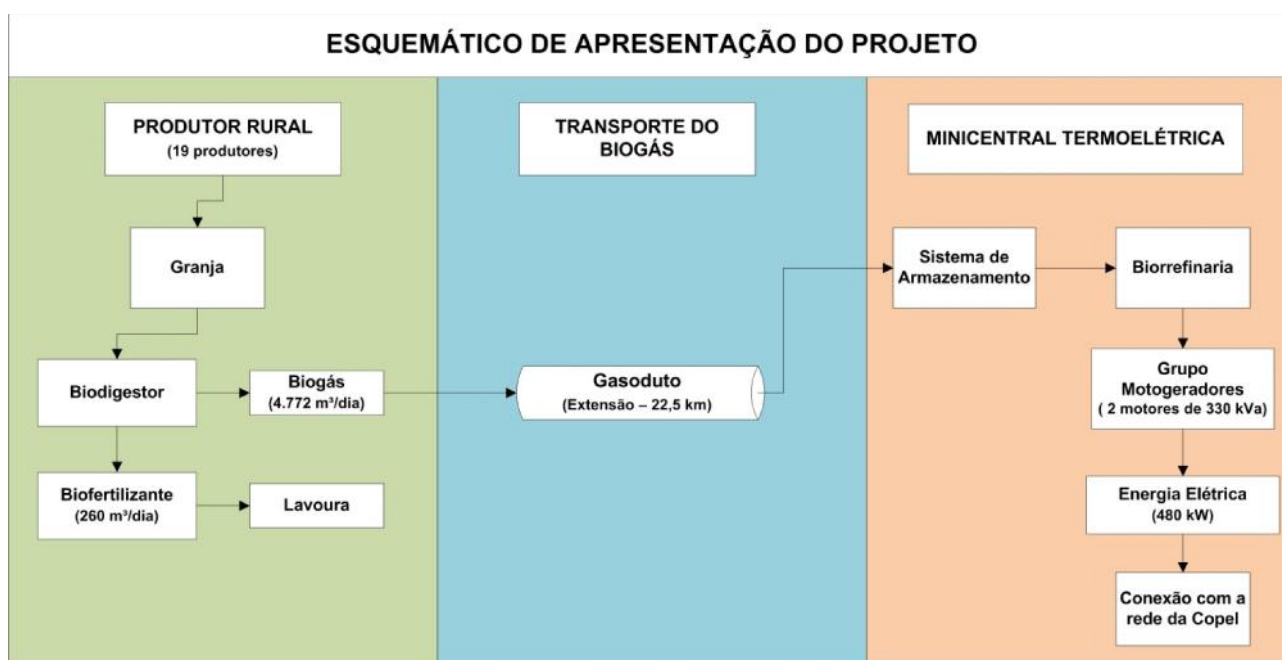 ESQUEMÁTICO DE APRESENTAÇÃO DO PROJETO
PRODUTOR RURAL
(19 produtores)
Granja
Biodigestor
Biogás
(4.772 m³/dia)
Biofertilizante
(260 m³/dia)
Lavoura
TRANSPORTE DO
BIOGÁS
Gasoduto
(Extensão – 22,5 km)
MINICENTRAL TERMOELÉTRICA
Sistema de
Armazenamento
Biorrefinaria
Grupo
Motogeradores
( 2 motores de 330 kVa)
Energia Elétrica
(480 kW)
Conexão com a
rede da Copel